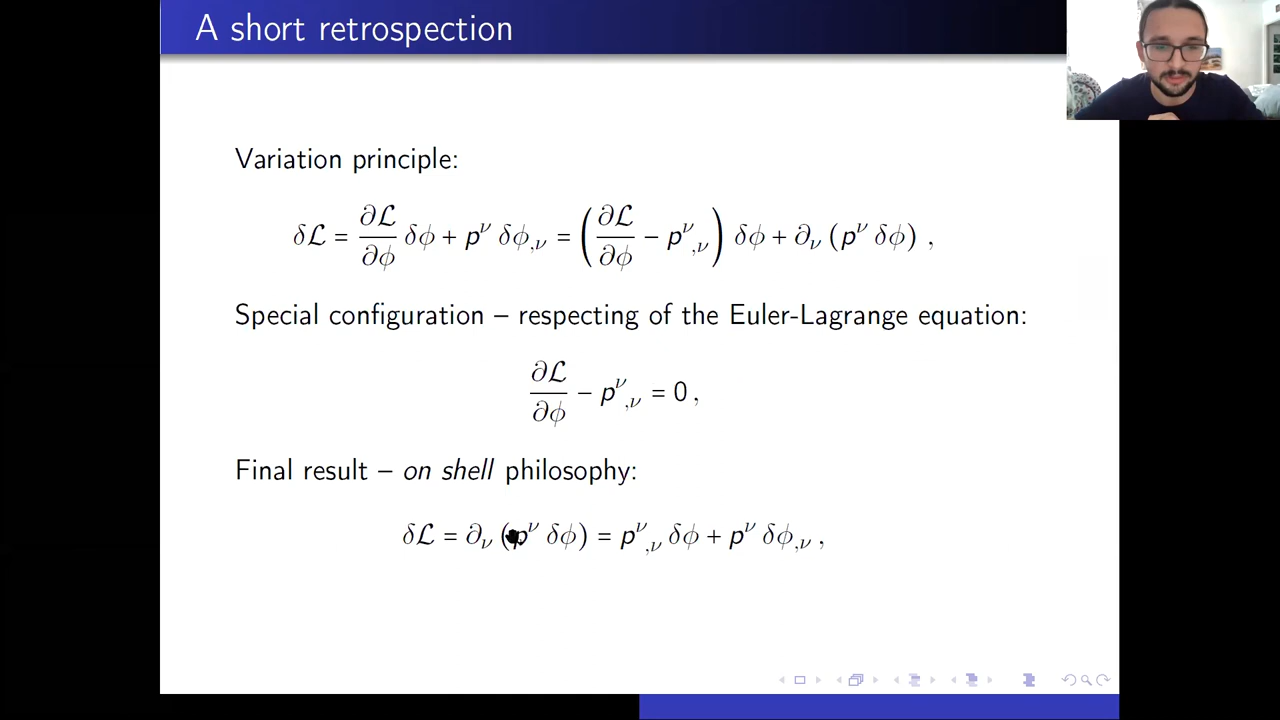 A short retrospection
Variation principle:
δℒ = ∂ℒ/∂ϕ δϕ + p^ν δϕ_{,ν} = (∂ℒ/∂ϕ − p^ν_{,ν}) δϕ + ∂_ν (p^ν δϕ) ,
Special configuration – respecting of the Euler-Lagrange equation:
∂ℒ/∂ϕ − p^ν_{,ν} = 0 ,
Final result – on shell philosophy:
δℒ = ∂_ν (p^ν δϕ) = p^ν_{,ν} δϕ + p^ν δϕ_{,ν} ,